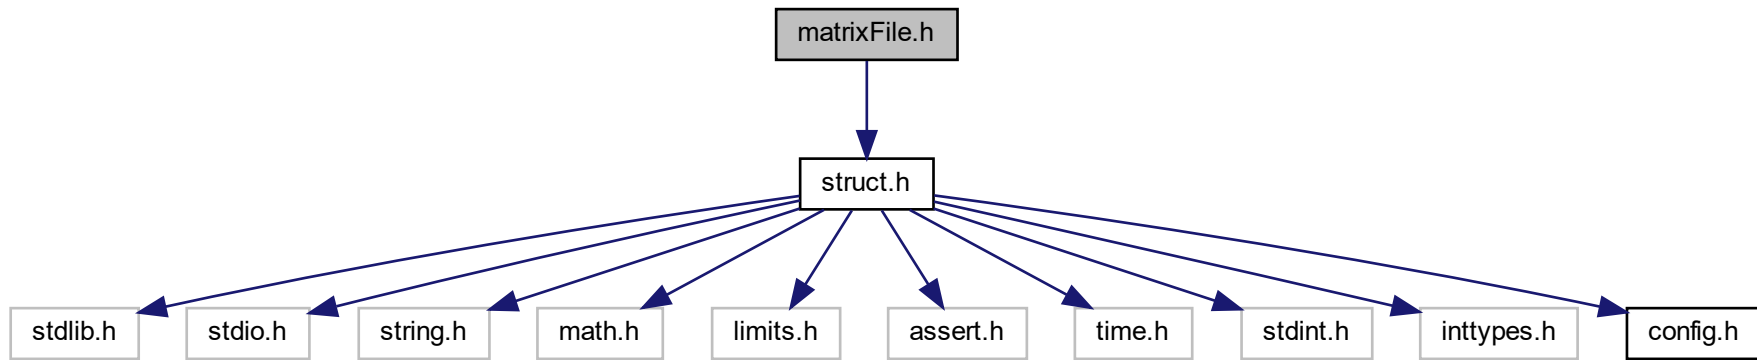 matrixFile.h
struct.h
stdlib.h
stdio.h
string.h
math.h
limits.h
assert.h
time.h
stdint.h
inttypes.h
config.h